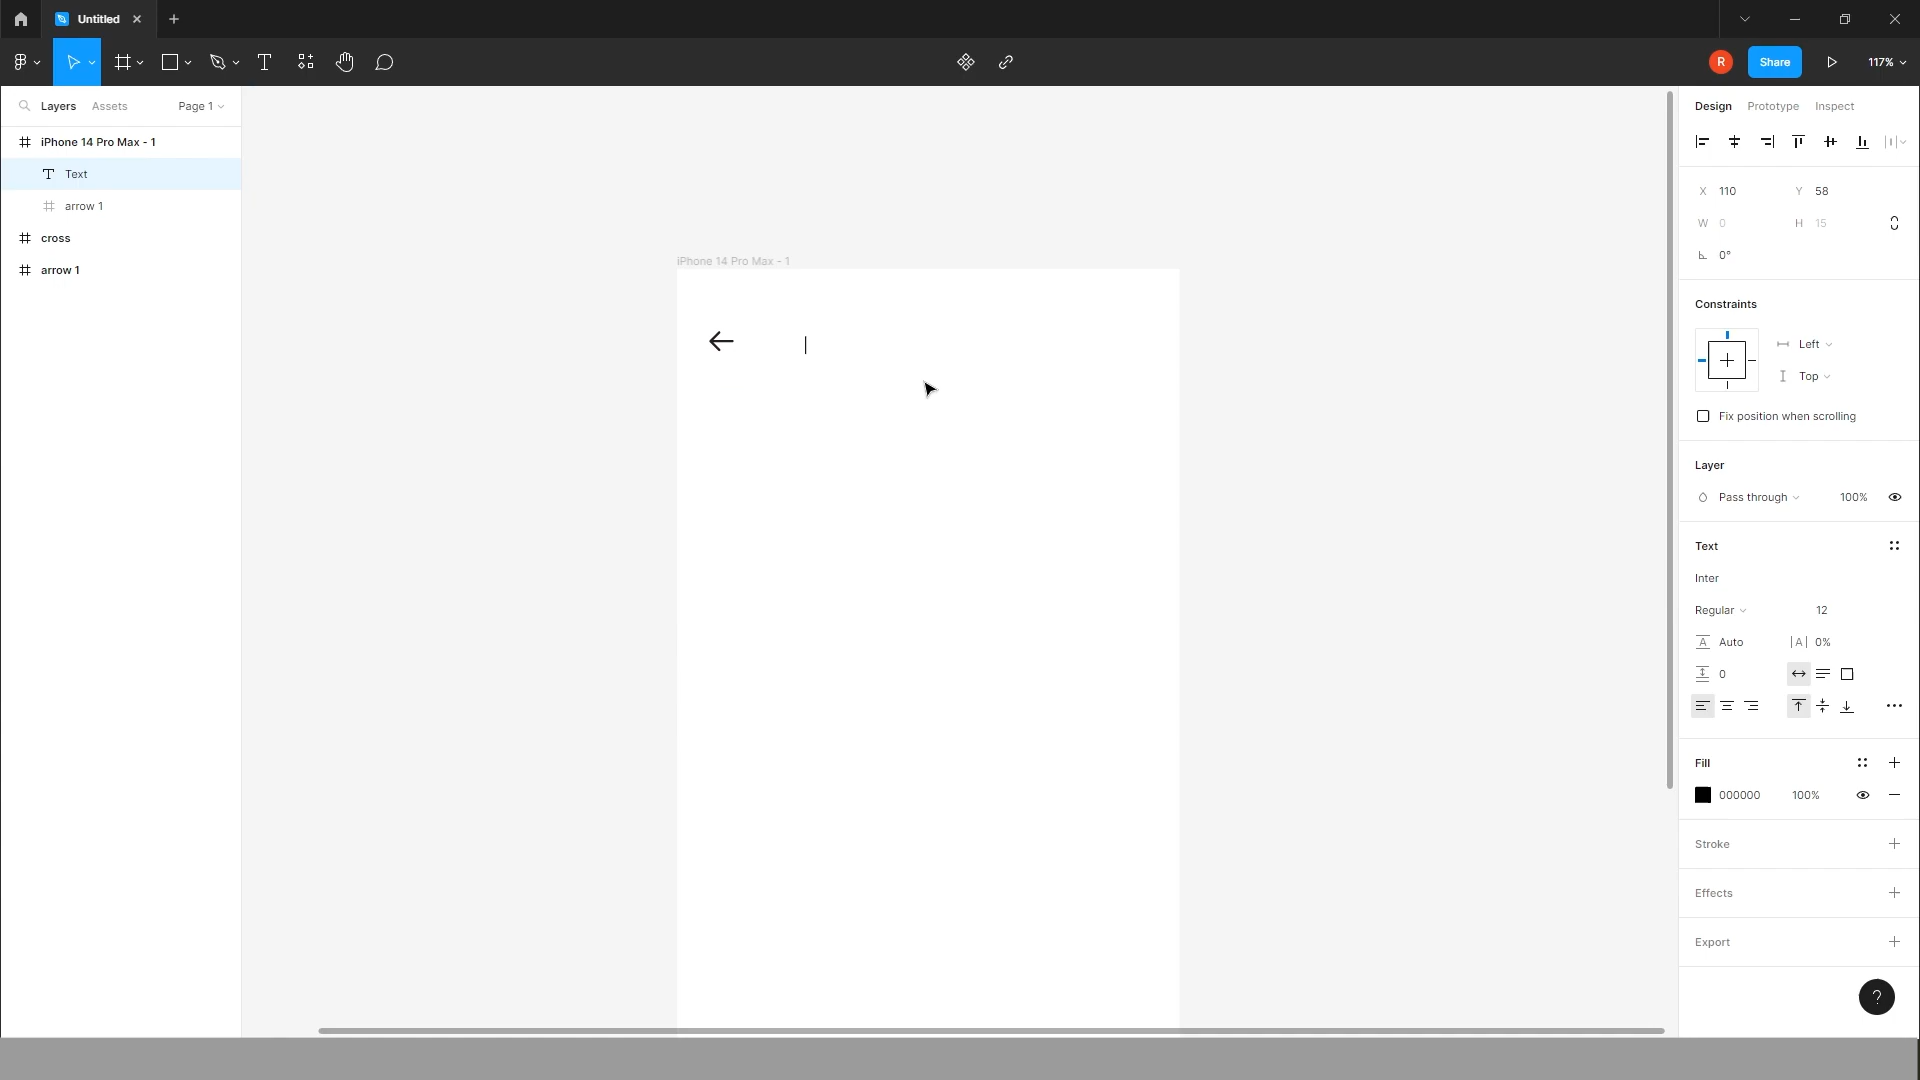 Untitled
Share
117%
Layers
Assets
Page 1
Design
Prototype
Inspect
iPhone 14 Pro Max - 1
Text
arrow 1
cross
arrow 1
iPhone 14 Pro Max - 1
R
X 110
Y 58
W 0
H 15
0°
Constraints
Left
Top
Fix position when scrolling
Layer
Pass through
100%
Text
Inter
Regular
12
A Auto
|A| 0%
0
Fill
000000
100%
Stroke
Effects
Export
?